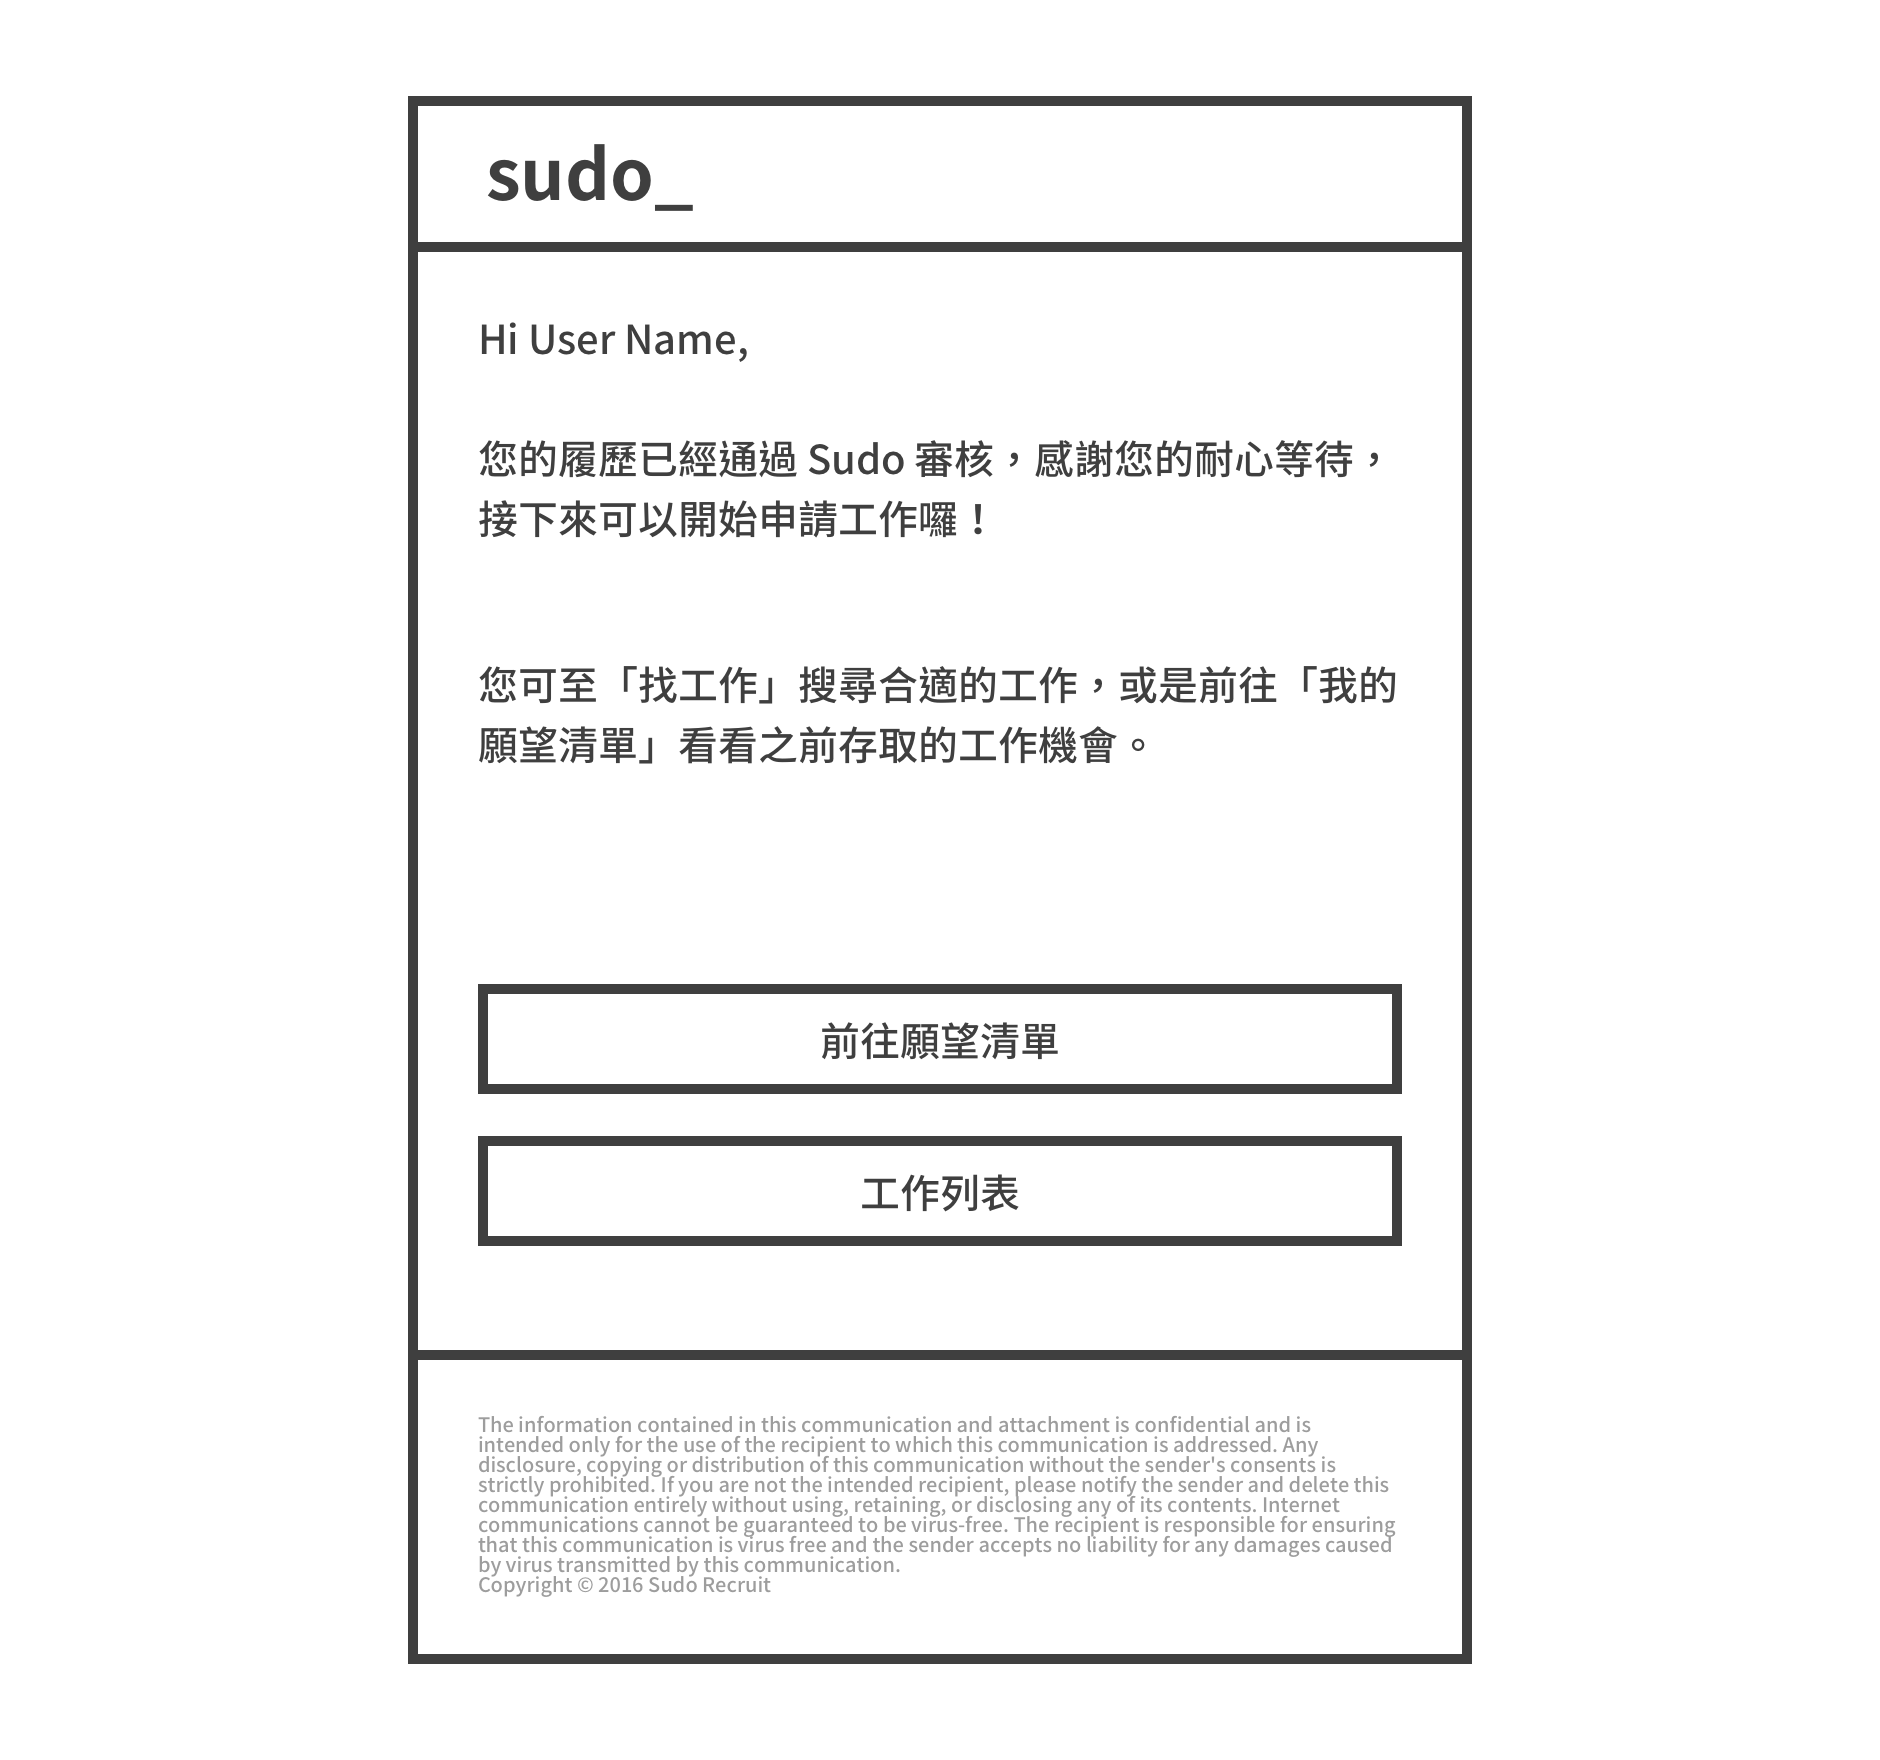 sudo_
Hi User Name,
您的履歷已經通過 Sudo 審核，感謝您的耐心等待，
接下來可以開始申請工作囉！
您可至「找工作」搜尋合適的工作，或是前往「我的
願望清單」看看之前存取的工作機會。
前往願望清單
工作列表
The information contained in this communication and attachment is confidential and is
intended only for the use of the recipient to which this communication is addressed. Any
disclosure, copying or distribution of this communication without the sender's consents is
strictly prohibited. If you are not the intended recipient, please notify the sender and delete this
communication entirely without using, retaining, or disclosing any of its contents. Internet
communications cannot be guaranteed to be virus-free. The recipient is responsible for ensuring
that this communication is virus free and the sender accepts no liability for any damages caused
by virus transmitted by this communication.
Copyright © 2016 Sudo Recruit